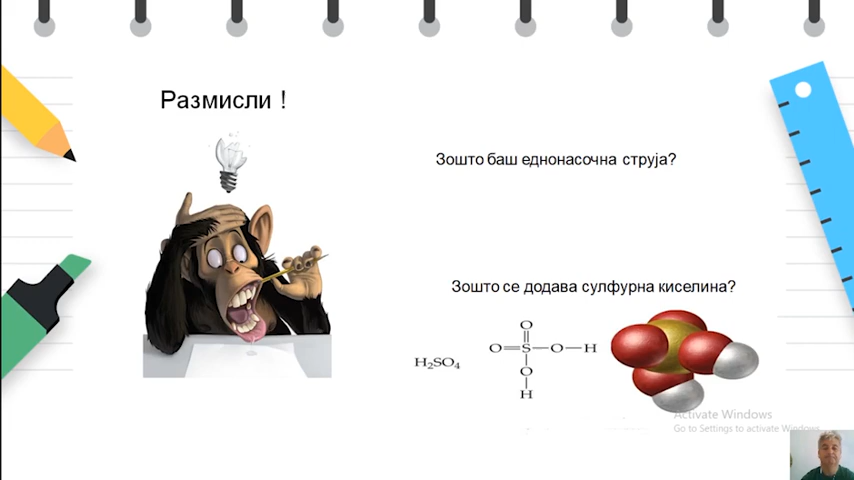 Размисли !
Зошто баш еднонасочна струја?
Зошто се додава сулфурна киселина?
H₂SO₄
O
O=S—O—H
O
H
Activate Windows
Go to Settings to activate Windows.